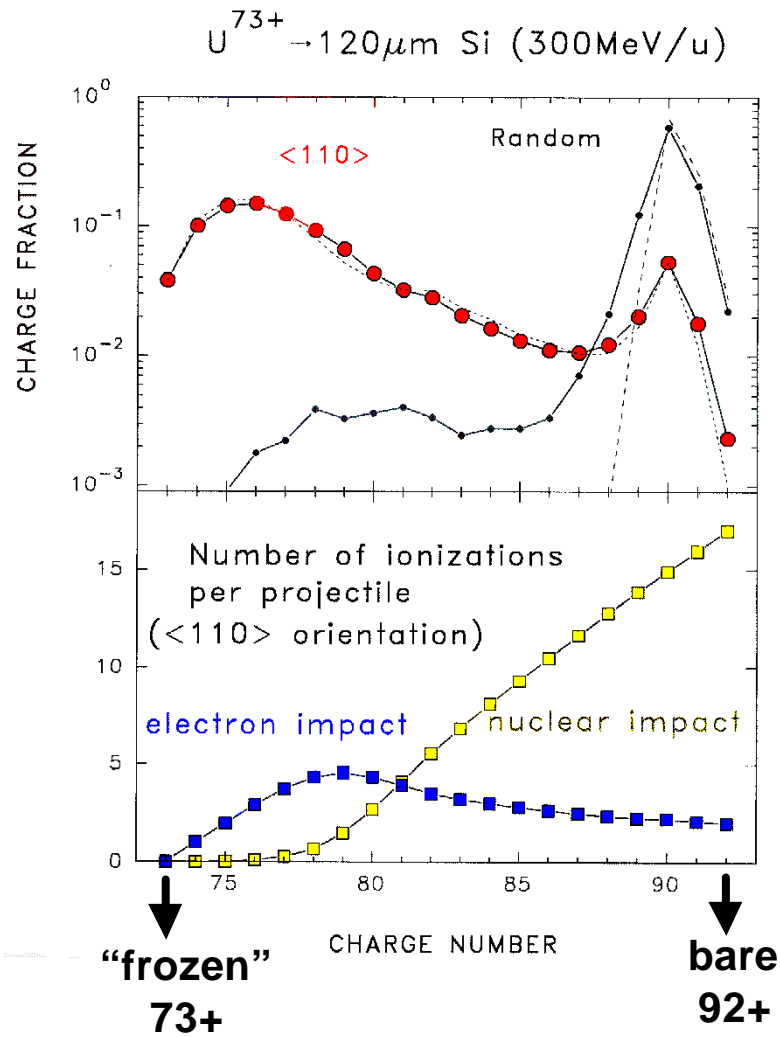 U73+ →120μm Si (300MeV/u)
CHARGE FRACTION
10^0
10^-1
10^-2
10^-3
<110>
Random
Number of ionizations
per projectile
(<110> orientation)
electron impact
nuclear impact
15
10
5
0
75
80
85
90
CHARGE NUMBER
“frozen”
73+
bare
92+